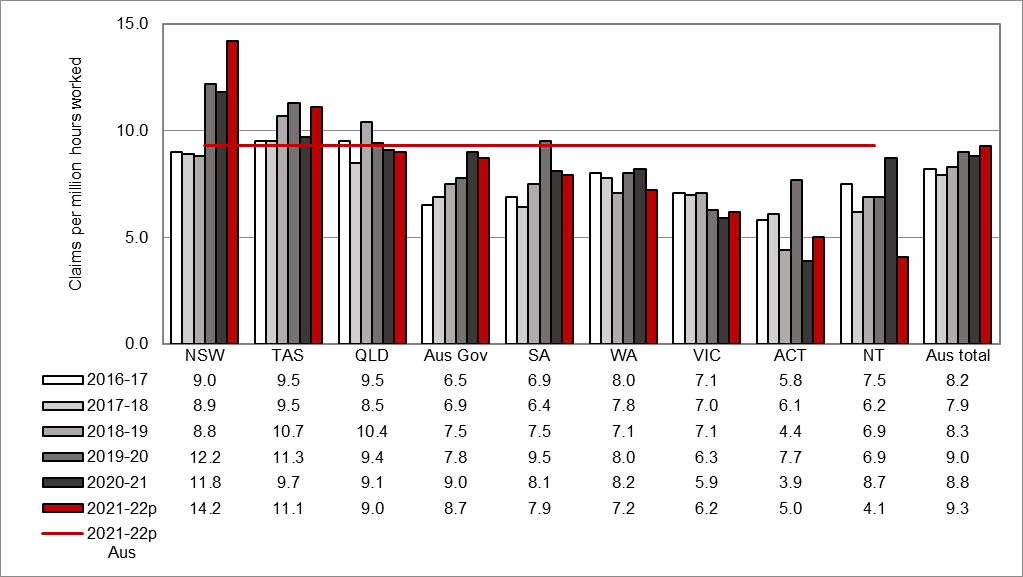 15.0
10.0
5.0
0.0
Claims per million hours worked
NSW TAS QLD Aus Gov SA WA VIC ACT NT Aus total
2016-17 9.0 9.5 9.5 6.5 6.9 8.0 7.1 5.8 7.5 8.2
2017-18 8.9 9.5 8.5 6.9 6.4 7.8 7.0 6.1 6.2 7.9
2018-19 8.8 10.7 10.4 7.5 7.5 7.1 7.1 4.4 6.9 8.3
2019-20 12.2 11.3 9.4 7.8 9.5 8.0 6.3 7.7 6.9 9.0
2020-21 11.8 9.7 9.1 9.0 8.1 8.2 5.9 3.9 8.7 8.8
2021-22p 14.2 11.1 9.0 8.7 7.9 7.2 6.2 5.0 4.1 9.3
2021-22p
Aus